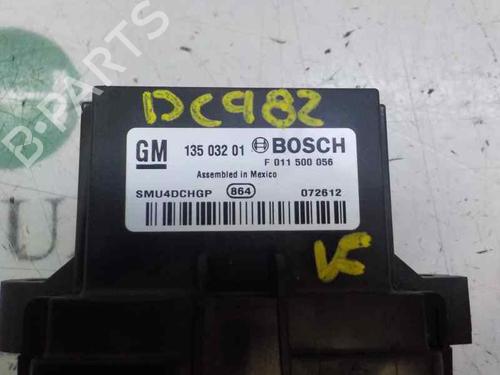 DC982
GM 135 032 01 BOSCH
F 011 500 056
Assembled in Mexico
SMU4DCHGP 864 072612
B-PARTS